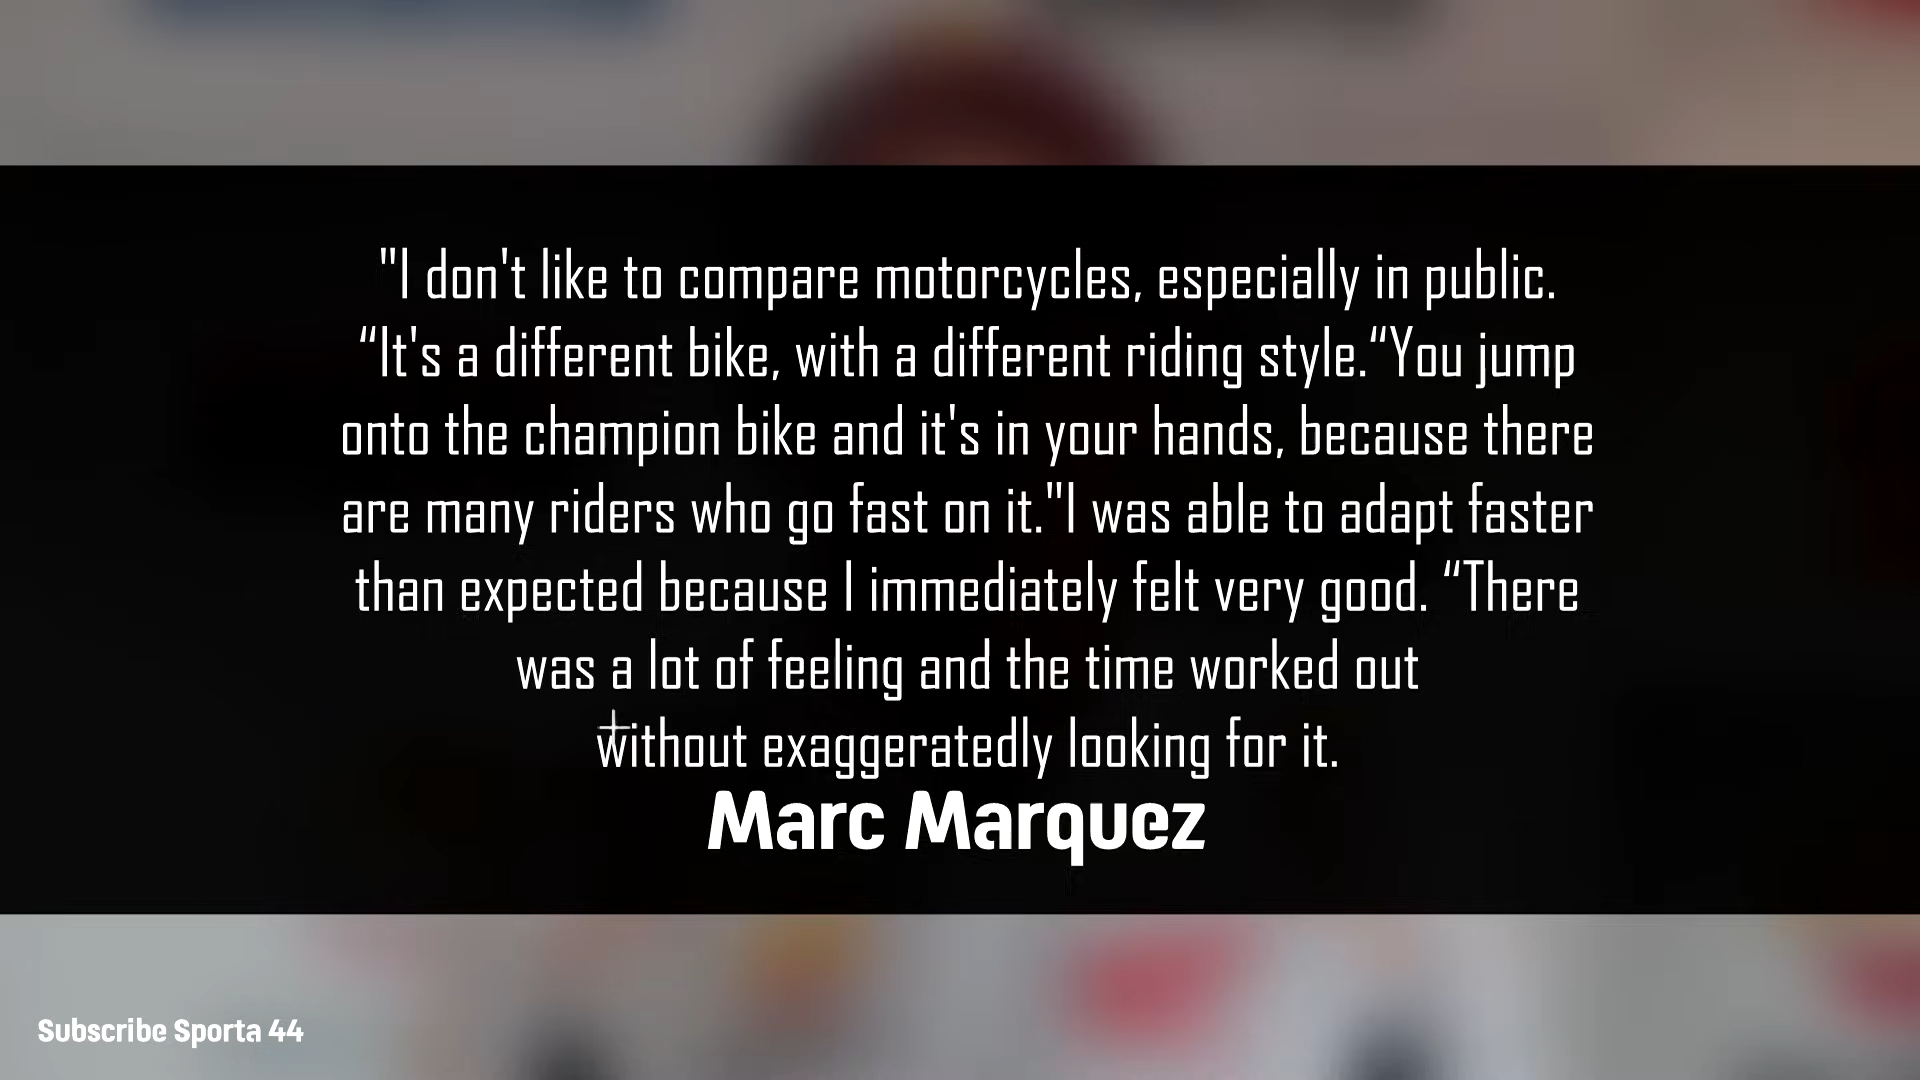 "I don't like to compare motorcycles, especially in public.
“It's a different bike, with a different riding style.“You jump
onto the champion bike and it's in your hands, because there
are many riders who go fast on it."I was able to adapt faster
than expected because I immediately felt very good. “There
was a lot of feeling and the time worked out
without exaggeratedly looking for it.
Marc Marquez
Subscribe Sporta 44